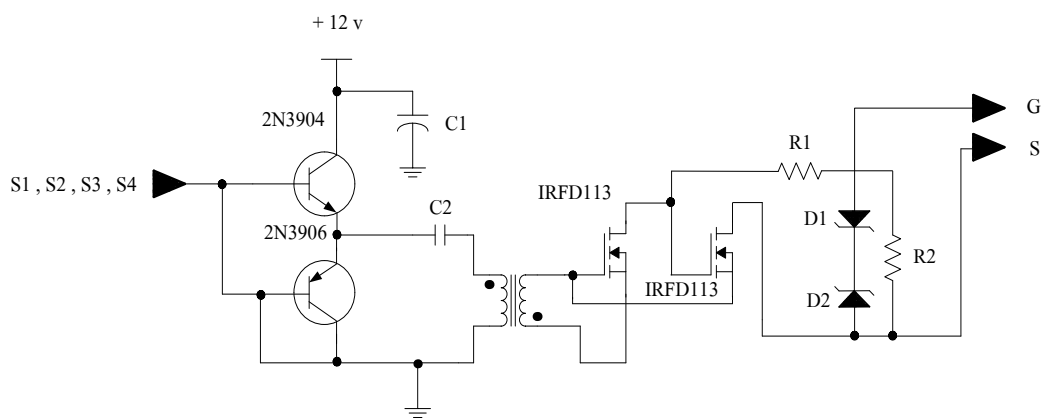 + 12 v
2N3904
C1
S1 , S2 , S3 , S4
2N3906
C2
IRFD113
IRFD113
R1
G
S
D1
R2
D2